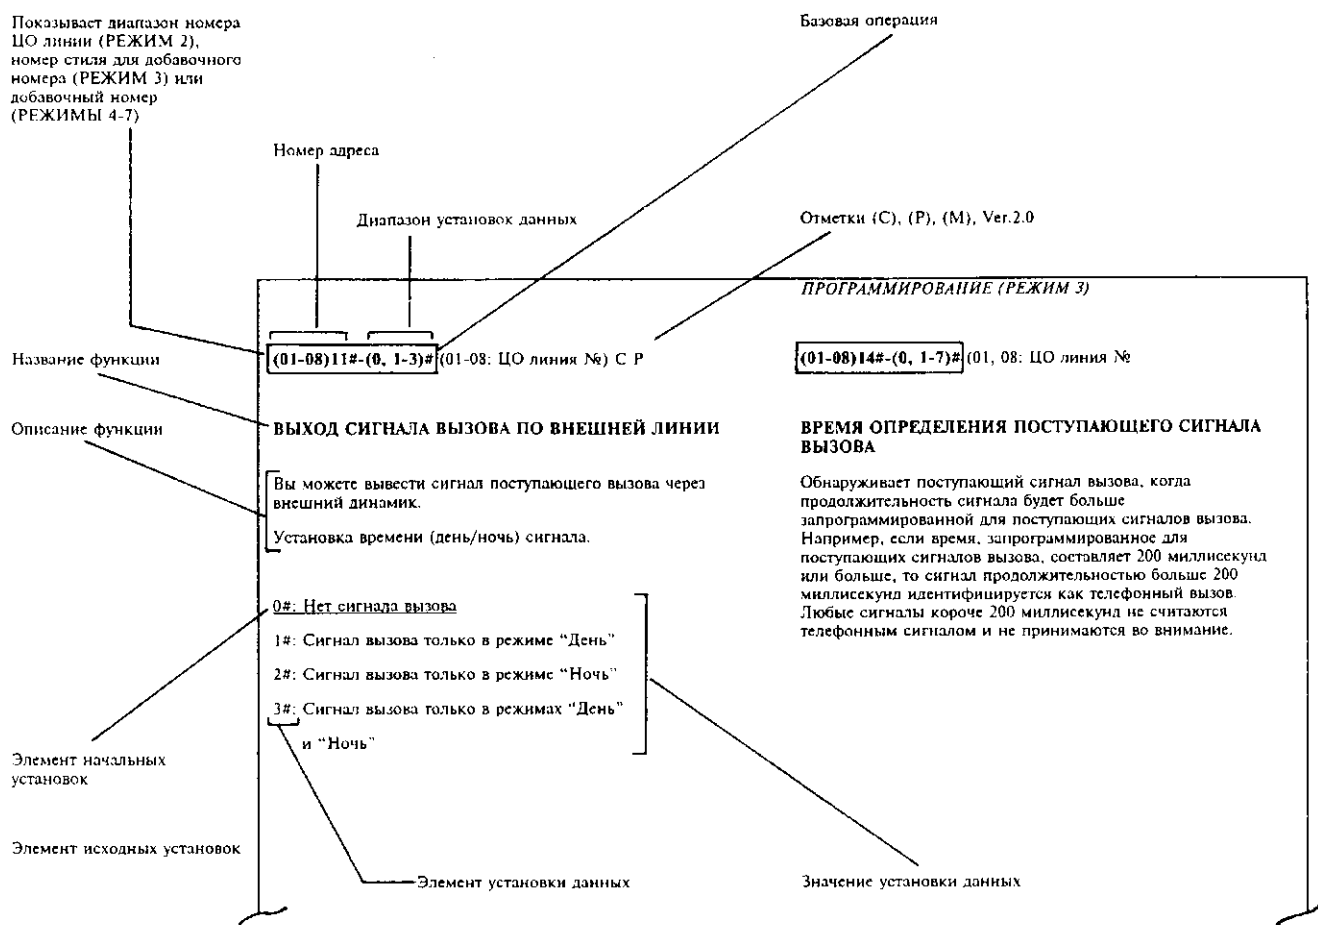 Показывает диапазон номера
ЦО линии (РЕЖИМ 2),
номер стиля для добавочного
номера (РЕЖИМ 3) или
добавочный номер
(РЕЖИМЫ 4-7)
Базовая операция
Номер адреса
Диапазон установок данных
Отметки (С), (Р), (М), Ver.2.0
ПРОГРАММИРОВАНИЕ (РЕЖИМ 3)
Название функции
(01-08)11#-(0, 1-3)# (01-08: ЦО линия №) С Р
(01-08)14#-(0, 1-7)# (01, 08: ЦО линия №
Описание функции
ВЫХОД СИГНАЛА ВЫЗОВА ПО ВНЕШНЕЙ ЛИНИИ
Вы можете вывести сигнал поступающего вызова через
внешний динамик.
Установка времени (день/ночь) сигнала.
0#: Нет сигнала вызова
1#: Сигнал вызова только в режиме “День”
2#: Сигнал вызова только в режиме “Ночь”
3#: Сигнал вызова только в режимах “День”
и “Ночь”
ВРЕМЯ ОПРЕДЕЛЕНИЯ ПОСТУПАЮЩЕГО СИГНАЛА
ВЫЗОВА
Обнаруживает поступающий сигнал вызова, когда
продолжительность сигнала будет больше
запрограммированной для поступающих сигналов вызова.
Например, если время, запрограммированное для
поступающих сигналов вызова, составляет 200 миллисекунд
или больше, то сигнал продолжительностью больше 200
миллисекунд идентифицируется как телефонный вызов.
Любые сигналы короче 200 миллисекунд не считаются
телефонным сигналом и не принимаются во внимание.
Элемент начальных
установок
Элемент исходных установок
Элемент установки данных
Значение установки данных